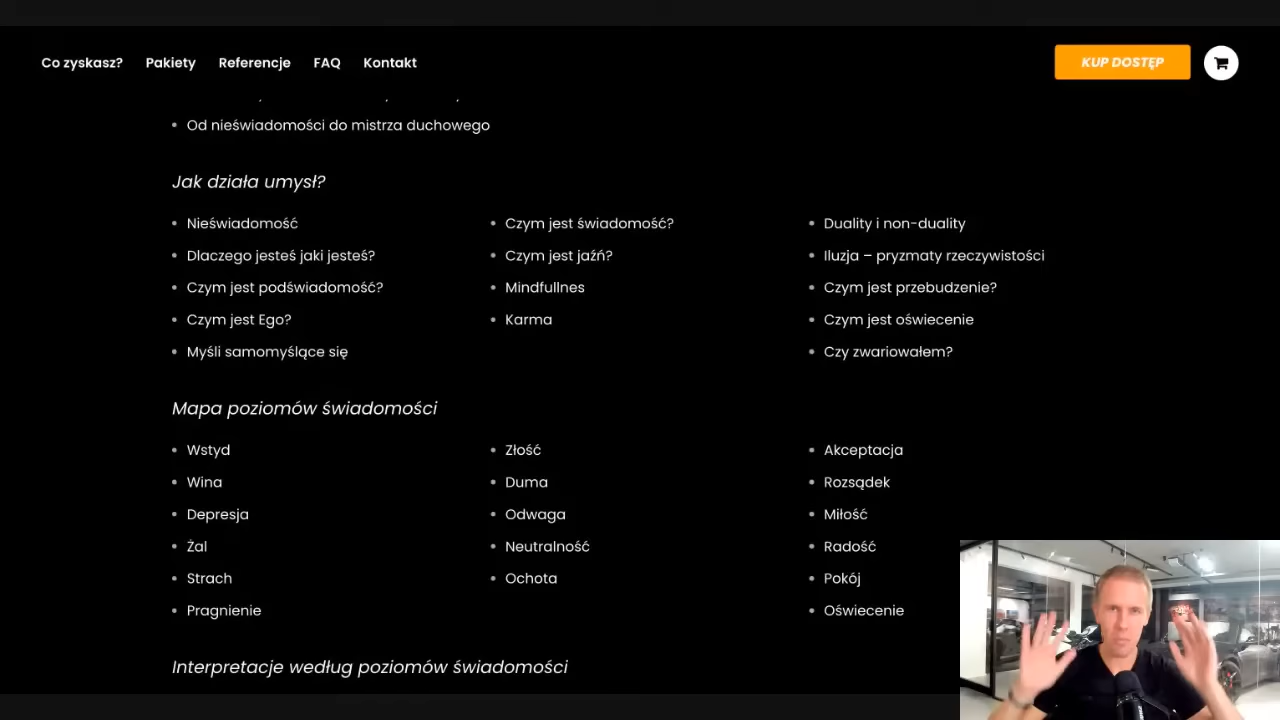 Co zyskasz? Pakiety Referencje FAQ Kontakt KUP DOSTĘP
Od nieświadomości do mistrza duchowego
Jak działa umysł?
Nieświadomość
Dlaczego jesteś jaki jesteś?
Czym jest podświadomość?
Czym jest Ego?
Myśli samomyślące się
Czym jest świadomość?
Czym jest jaźń?
Mindfullnes
Karma
Duality i non-duality
Iluzja – pryzmaty rzeczywistości
Czym jest przebudzenie?
Czym jest oświecenie
Czy zwariowałem?
Mapa poziomów świadomości
Wstyd
Wina
Depresja
Żal
Strach
Pragnienie
Złość
Duma
Odwaga
Neutralność
Ochota
Akceptacja
Rozsądek
Miłość
Radość
Pokój
Oświecenie
Interpretacje według poziomów świadomości